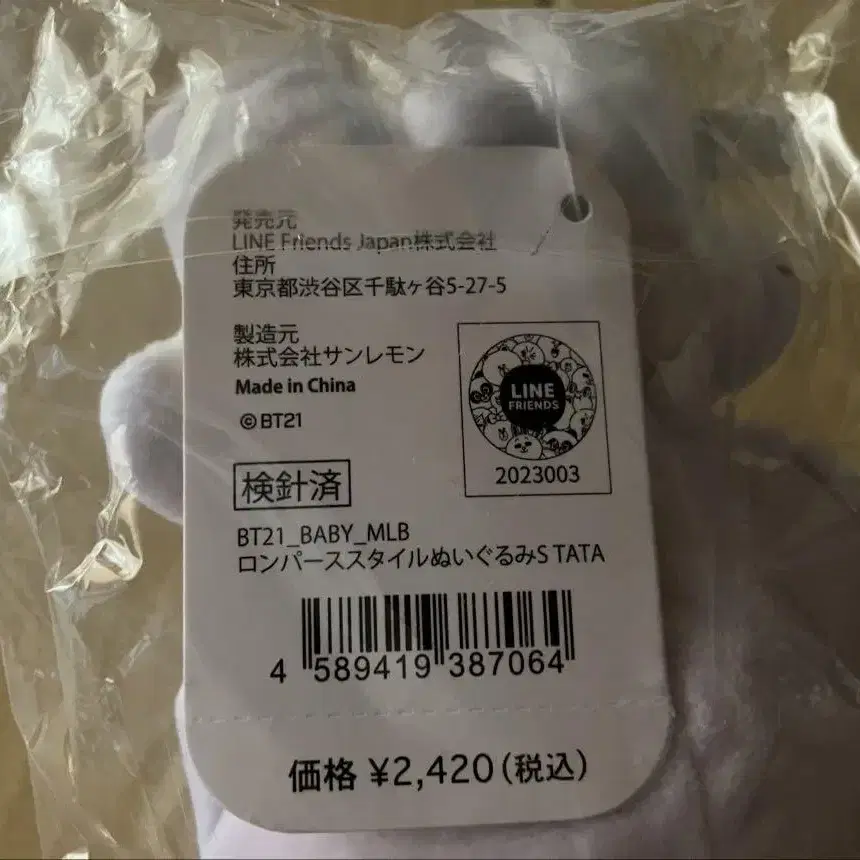 発売元
LINE Friends Japan株式会社
住所
東京都渋谷区千駄ヶ谷5-27-5
製造元
株式会社サンレモン
Made in China
©BT21
LINE
FRIENDS
2023003
検針済
BT21_BABY_MLB
ロンパーススタイルぬいぐるみS TATA
4 589419 387064
価格 ¥2,420(税込)